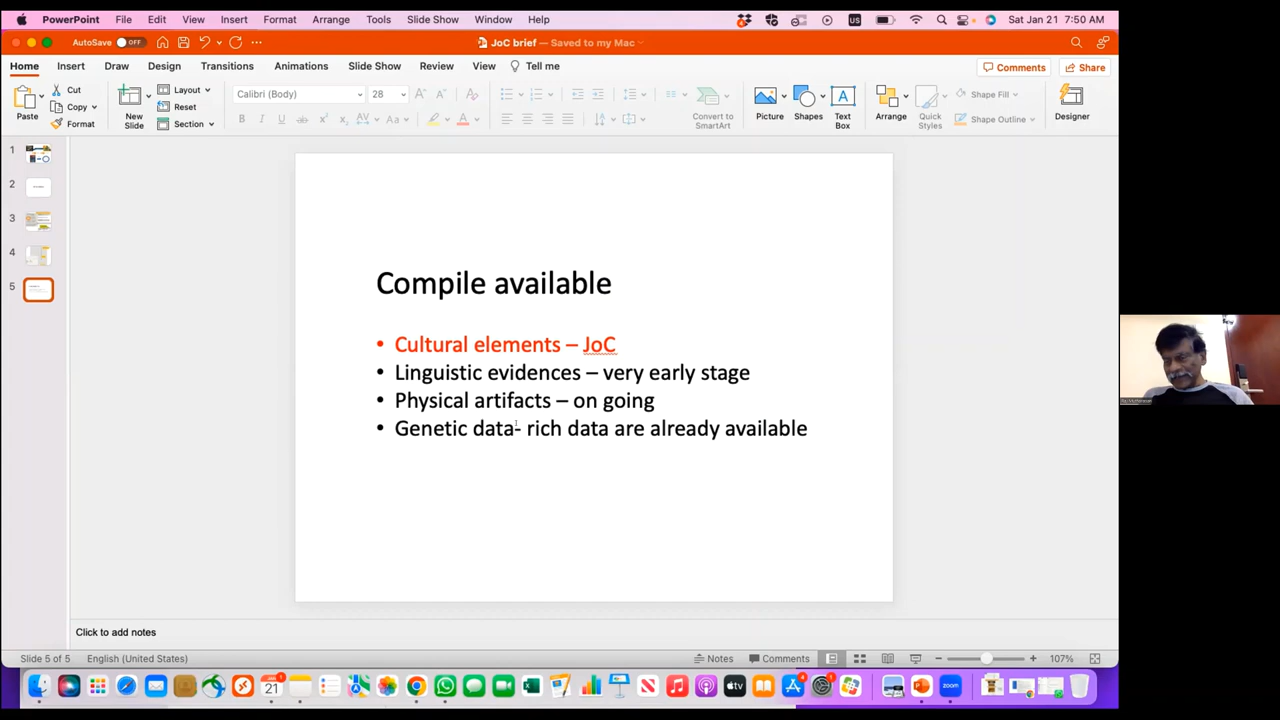 PowerPoint File Edit View Insert Format Arrange Tools Slide Show Window Help US Sat Jan 21 7:50 AM
AutoSave OFF JoC brief — Saved to my Mac
Home Insert Draw Design Transitions Animations Slide Show Review View Tell me Comments Share
Paste Cut Copy Format
New Slide Layout Reset Section
Calibri (Body) 28
Convert to SmartArt
Picture Shapes Text Box Arrange Quick Styles Shape Fill Shape Outline Designer
1
2
3
4
5
Compile available
• Cultural elements – JoC
• Linguistic evidences – very early stage
• Physical artifacts – on going
• Genetic data- rich data are already available
Click to add notes
Slide 5 of 5 English (United States) Notes Comments 107%
21 tv zoom